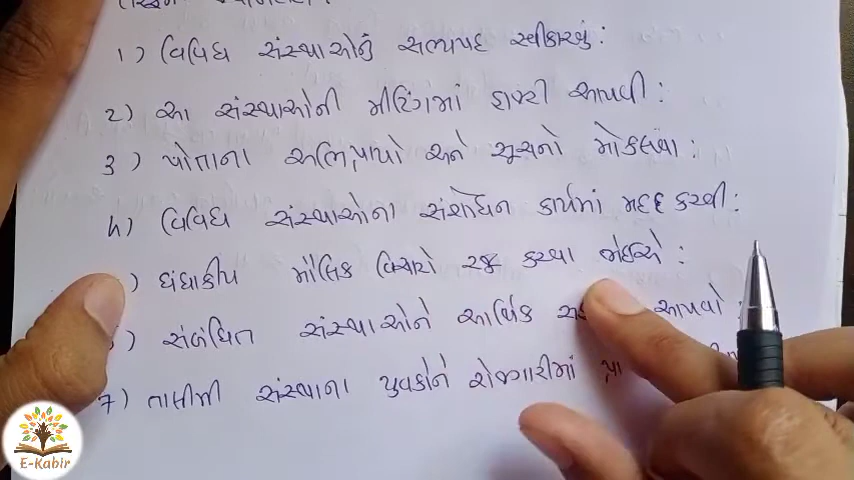 ૧) વિવિધ સંસ્થાઓનું સભ્યપદ સ્વીકારવું:
૨) આ સંસ્થાઓની મીટિંગમાં હાજરી આપવી:
૩) પોતાના અભિપ્રાયો અને સૂચનો મોકલવા:
૪) વિવિધ સંસ્થાઓના સંશોધન કાર્યમાં મદદ કરવી:
) ધંધાકીય મૌલિક વિચારો રજૂ કરવા જોઈએ:
) સંબંધિત સંસ્થાઓને આર્થિક આપવો
૭) તાલીમી સંસ્થાના યુવકોને રોજગારીમાં
E-Kabir